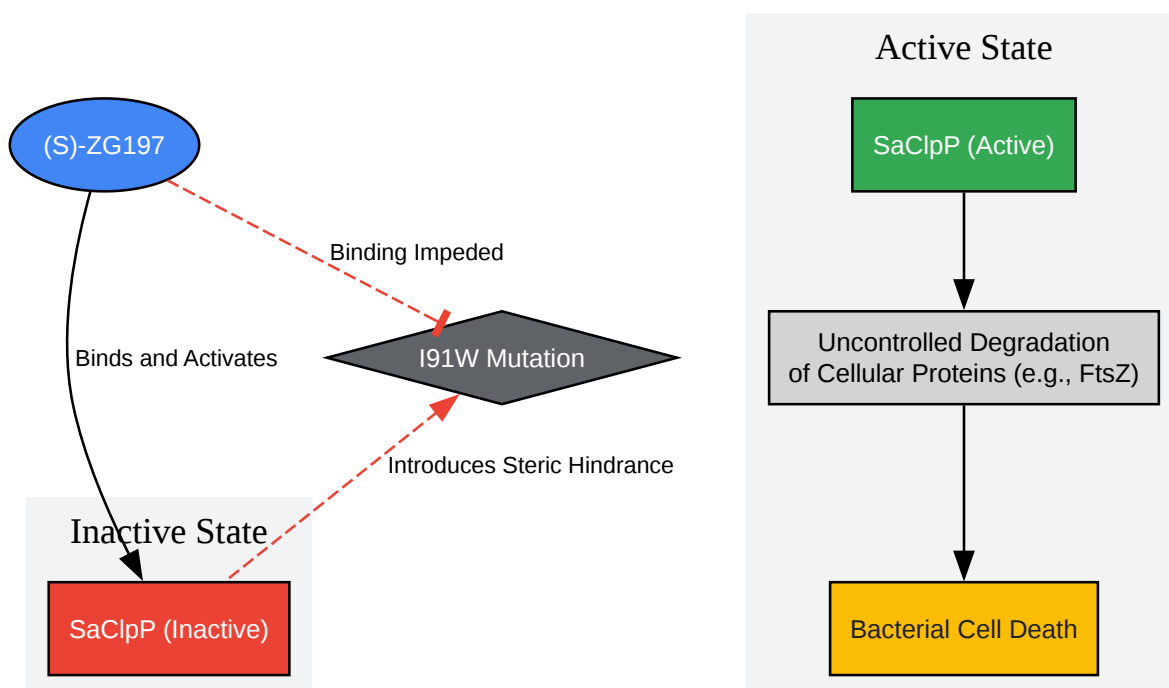 Active State
(S)-ZG197
SaClpP (Active)
Binding Impeded
Binds and Activates
I91W Mutation
Uncontrolled Degradation
of Cellular Proteins (e.g., FtsZ)
Introduces Steric Hindrance
Inactive State
SaClpP (Inactive)
Bacterial Cell Death